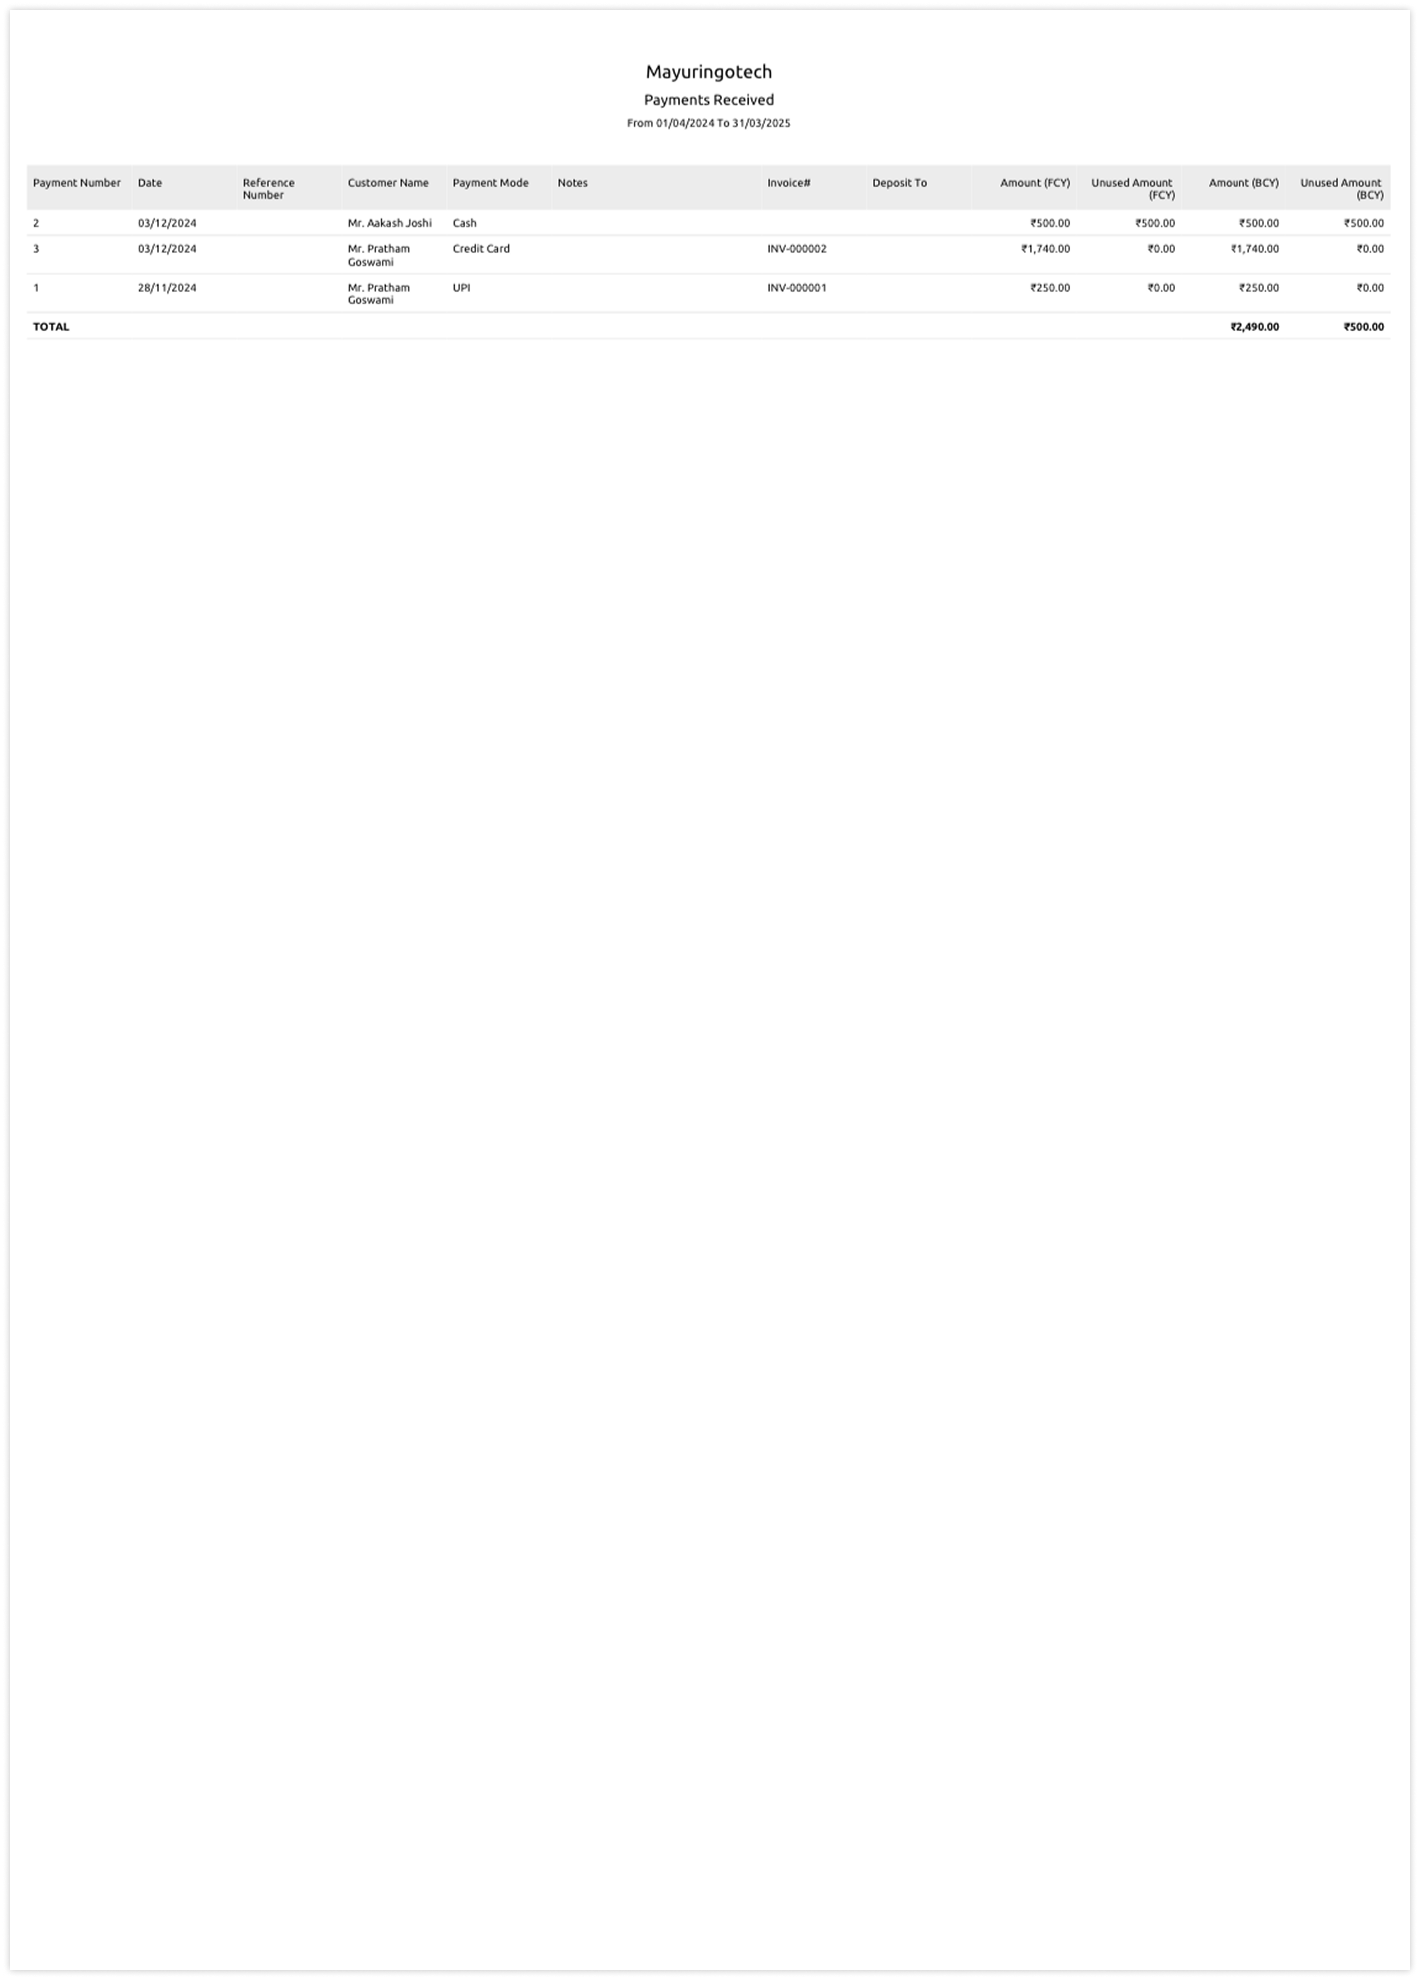 Mayuringotech
Payments Received
From 01/04/2024 To 31/03/2025
Payment Number Date Reference Number Customer Name Payment Mode Notes Invoice# Deposit To Amount (FCY) Unused Amount (FCY) Amount (BCY) Unused Amount (BCY)
2 03/12/2024 Mr. Aakash Joshi Cash ₹500.00 ₹500.00 ₹500.00 ₹500.00
3 03/12/2024 Mr. Pratham Goswami Credit Card INV-000002 ₹1,740.00 ₹0.00 ₹1,740.00 ₹0.00
1 28/11/2024 Mr. Pratham Goswami UPI INV-000001 ₹250.00 ₹0.00 ₹250.00 ₹0.00
TOTAL ₹2,490.00 ₹500.00